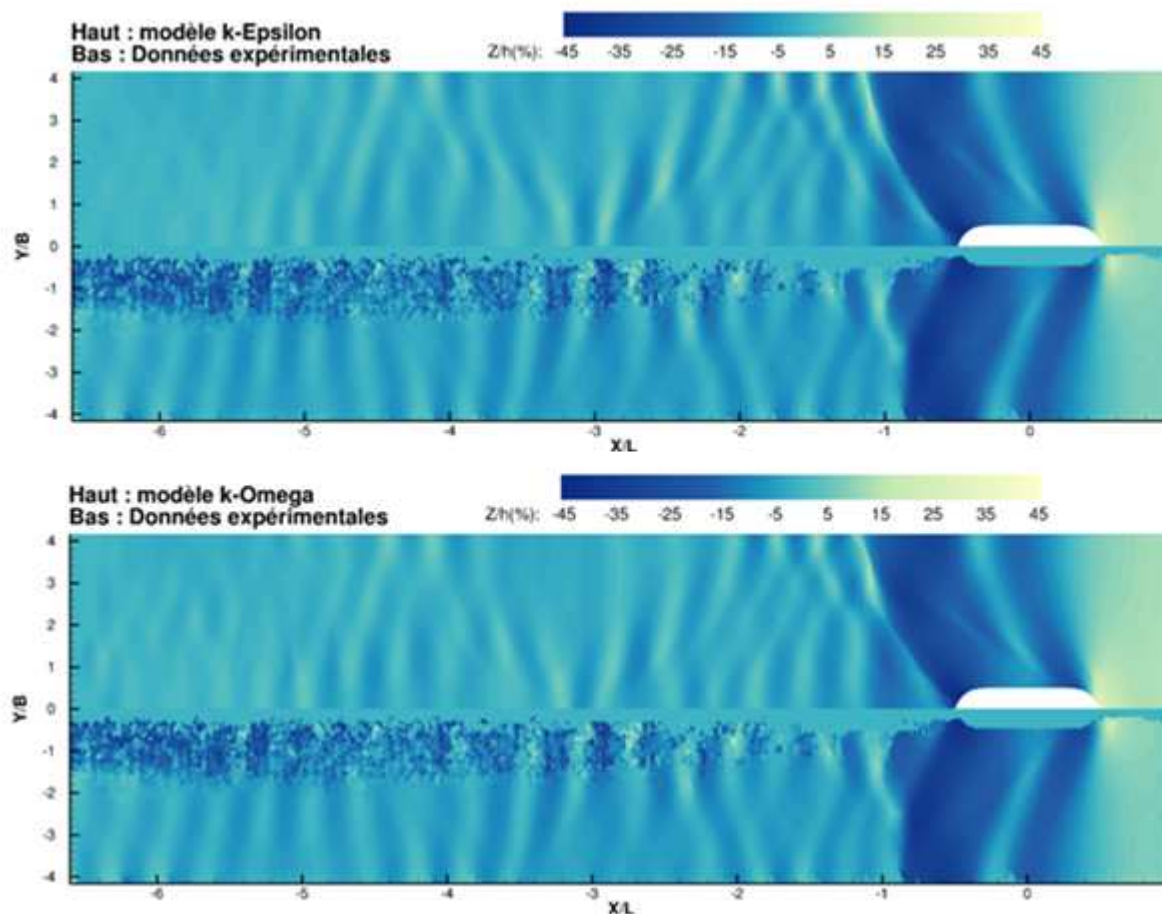 Haut : modèle k-Epsilon
Bas : Données expérimentales
Z/h(%): -45 -35 -25 -15 -5 5 15 25 35 45
4
3
2
1
0
-1
-2
-3
-4
Y/B
-6 -5 -4 -3 -2 -1 0
X/L
Haut : modèle k-Omega
Bas : Données expérimentales
Z/h(%): -45 -35 -25 -15 -5 5 15 25 35 45
4
3
2
1
0
-1
-2
-3
-4
Y/B
-6 -5 -4 -3 -2 -1 0
X/L